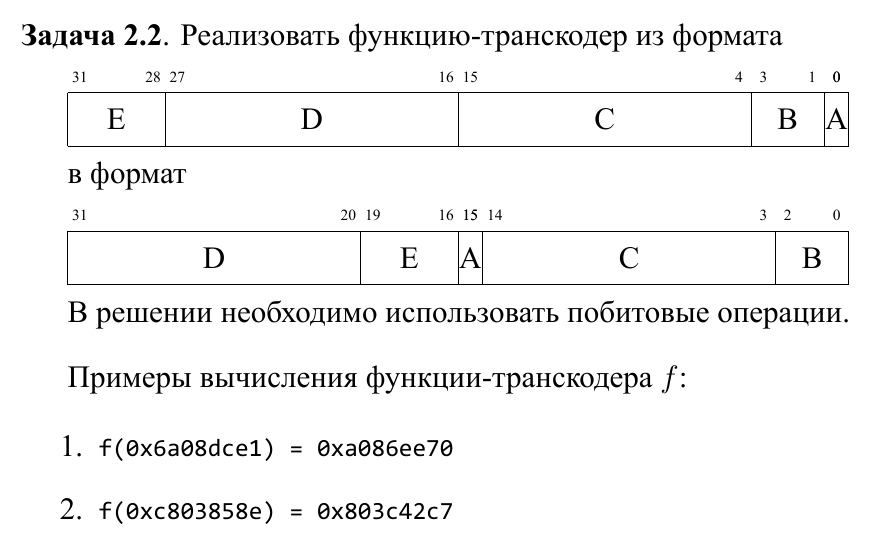 Задача 2.2. Реализовать функцию-транскодер из формата
31 28 27 16 15 4 3 1 0
E D C B A
в формат
31 20 19 16 15 14 3 2 0
D E A C B
В решении необходимо использовать побитовые операции.
Примеры вычисления функции-транскодера f:
1. f(0x6a08dce1) = 0xa086ee70
2. f(0xc803858e) = 0x803c42c7